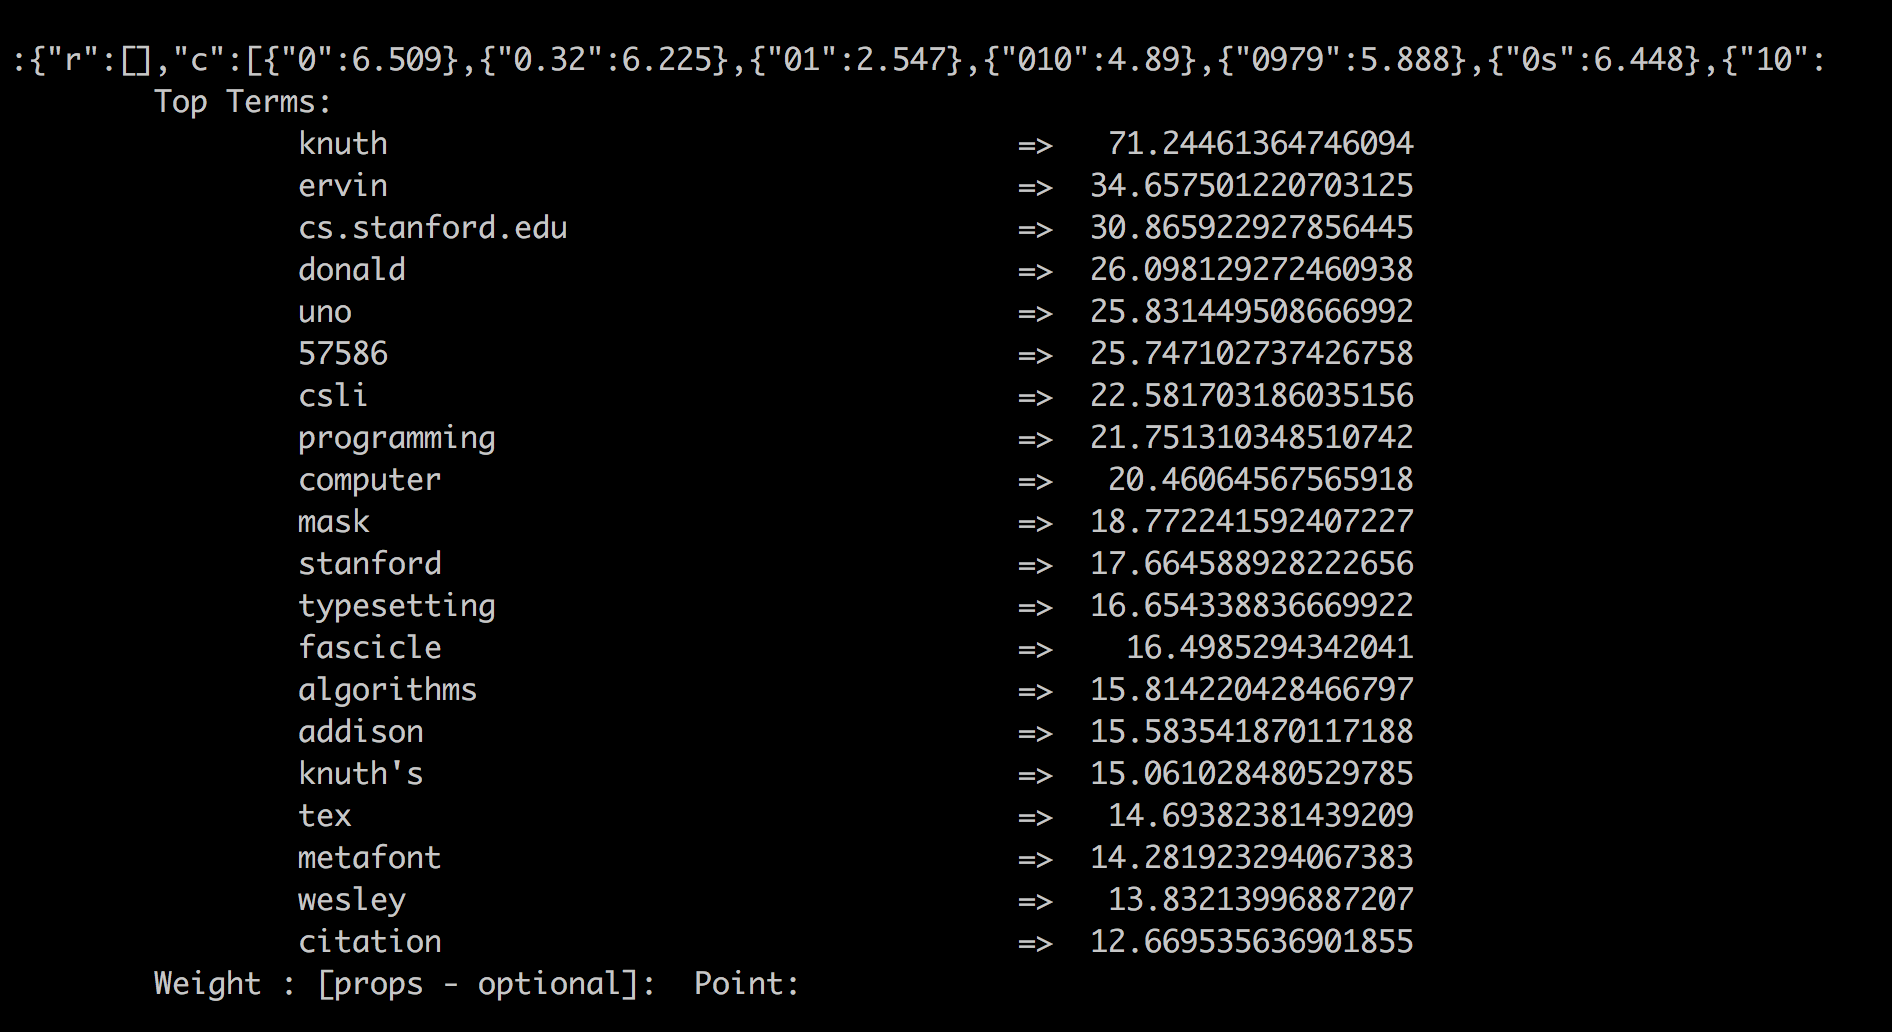 :{"r":[],"c":[{"0":6.509},{"0.32":6.225},{"01":2.547},{"010":4.89},{"0979":5.888},{"0s":6.448},{"10":
Top Terms:
knuth => 71.24461364746094
ervin => 34.657501220703125
cs.stanford.edu => 30.865922927856445
donald => 26.098129272460938
uno => 25.831449508666992
57586 => 25.747102737426758
csli => 22.581703186035156
programming => 21.751310348510742
computer => 20.46064567565918
mask => 18.772241592407227
stanford => 17.664588928222656
typesetting => 16.654338836669922
fascicle => 16.4985294342041
algorithms => 15.814220428466797
addison => 15.583541870117188
knuth's => 15.061028480529785
tex => 14.69382381439209
metafont => 14.281923294067383
wesley => 13.83213996887207
citation => 12.669535636901855
Weight : [props - optional]:  Point: